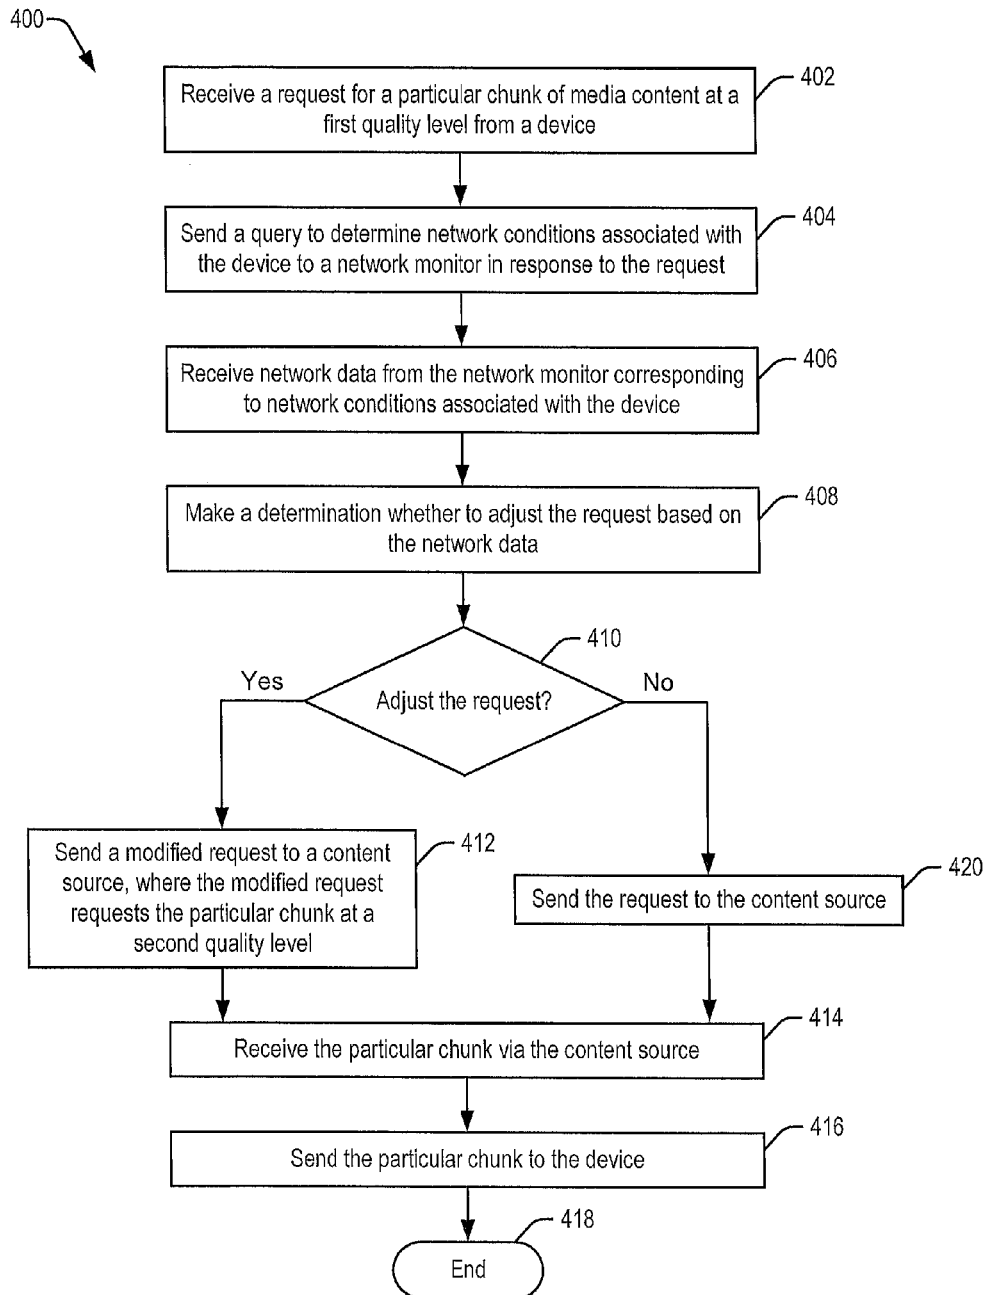 400
402
Receive a request for a particular chunk of media content at a
first quality level from a device
404
Send a query to determine network conditions associated with
the device to a network monitor in response to the request
406
Receive network data from the network monitor corresponding
to network conditions associated with the device
408
Make a determination whether to adjust the request based on
the network data
410
Adjust the request?
Yes
No
412
Send a modified request to a content
source, where the modified request
requests the particular chunk at a
second quality level
420
Send the request to the content source
414
Receive the particular chunk via the content source
416
Send the particular chunk to the device
418
End